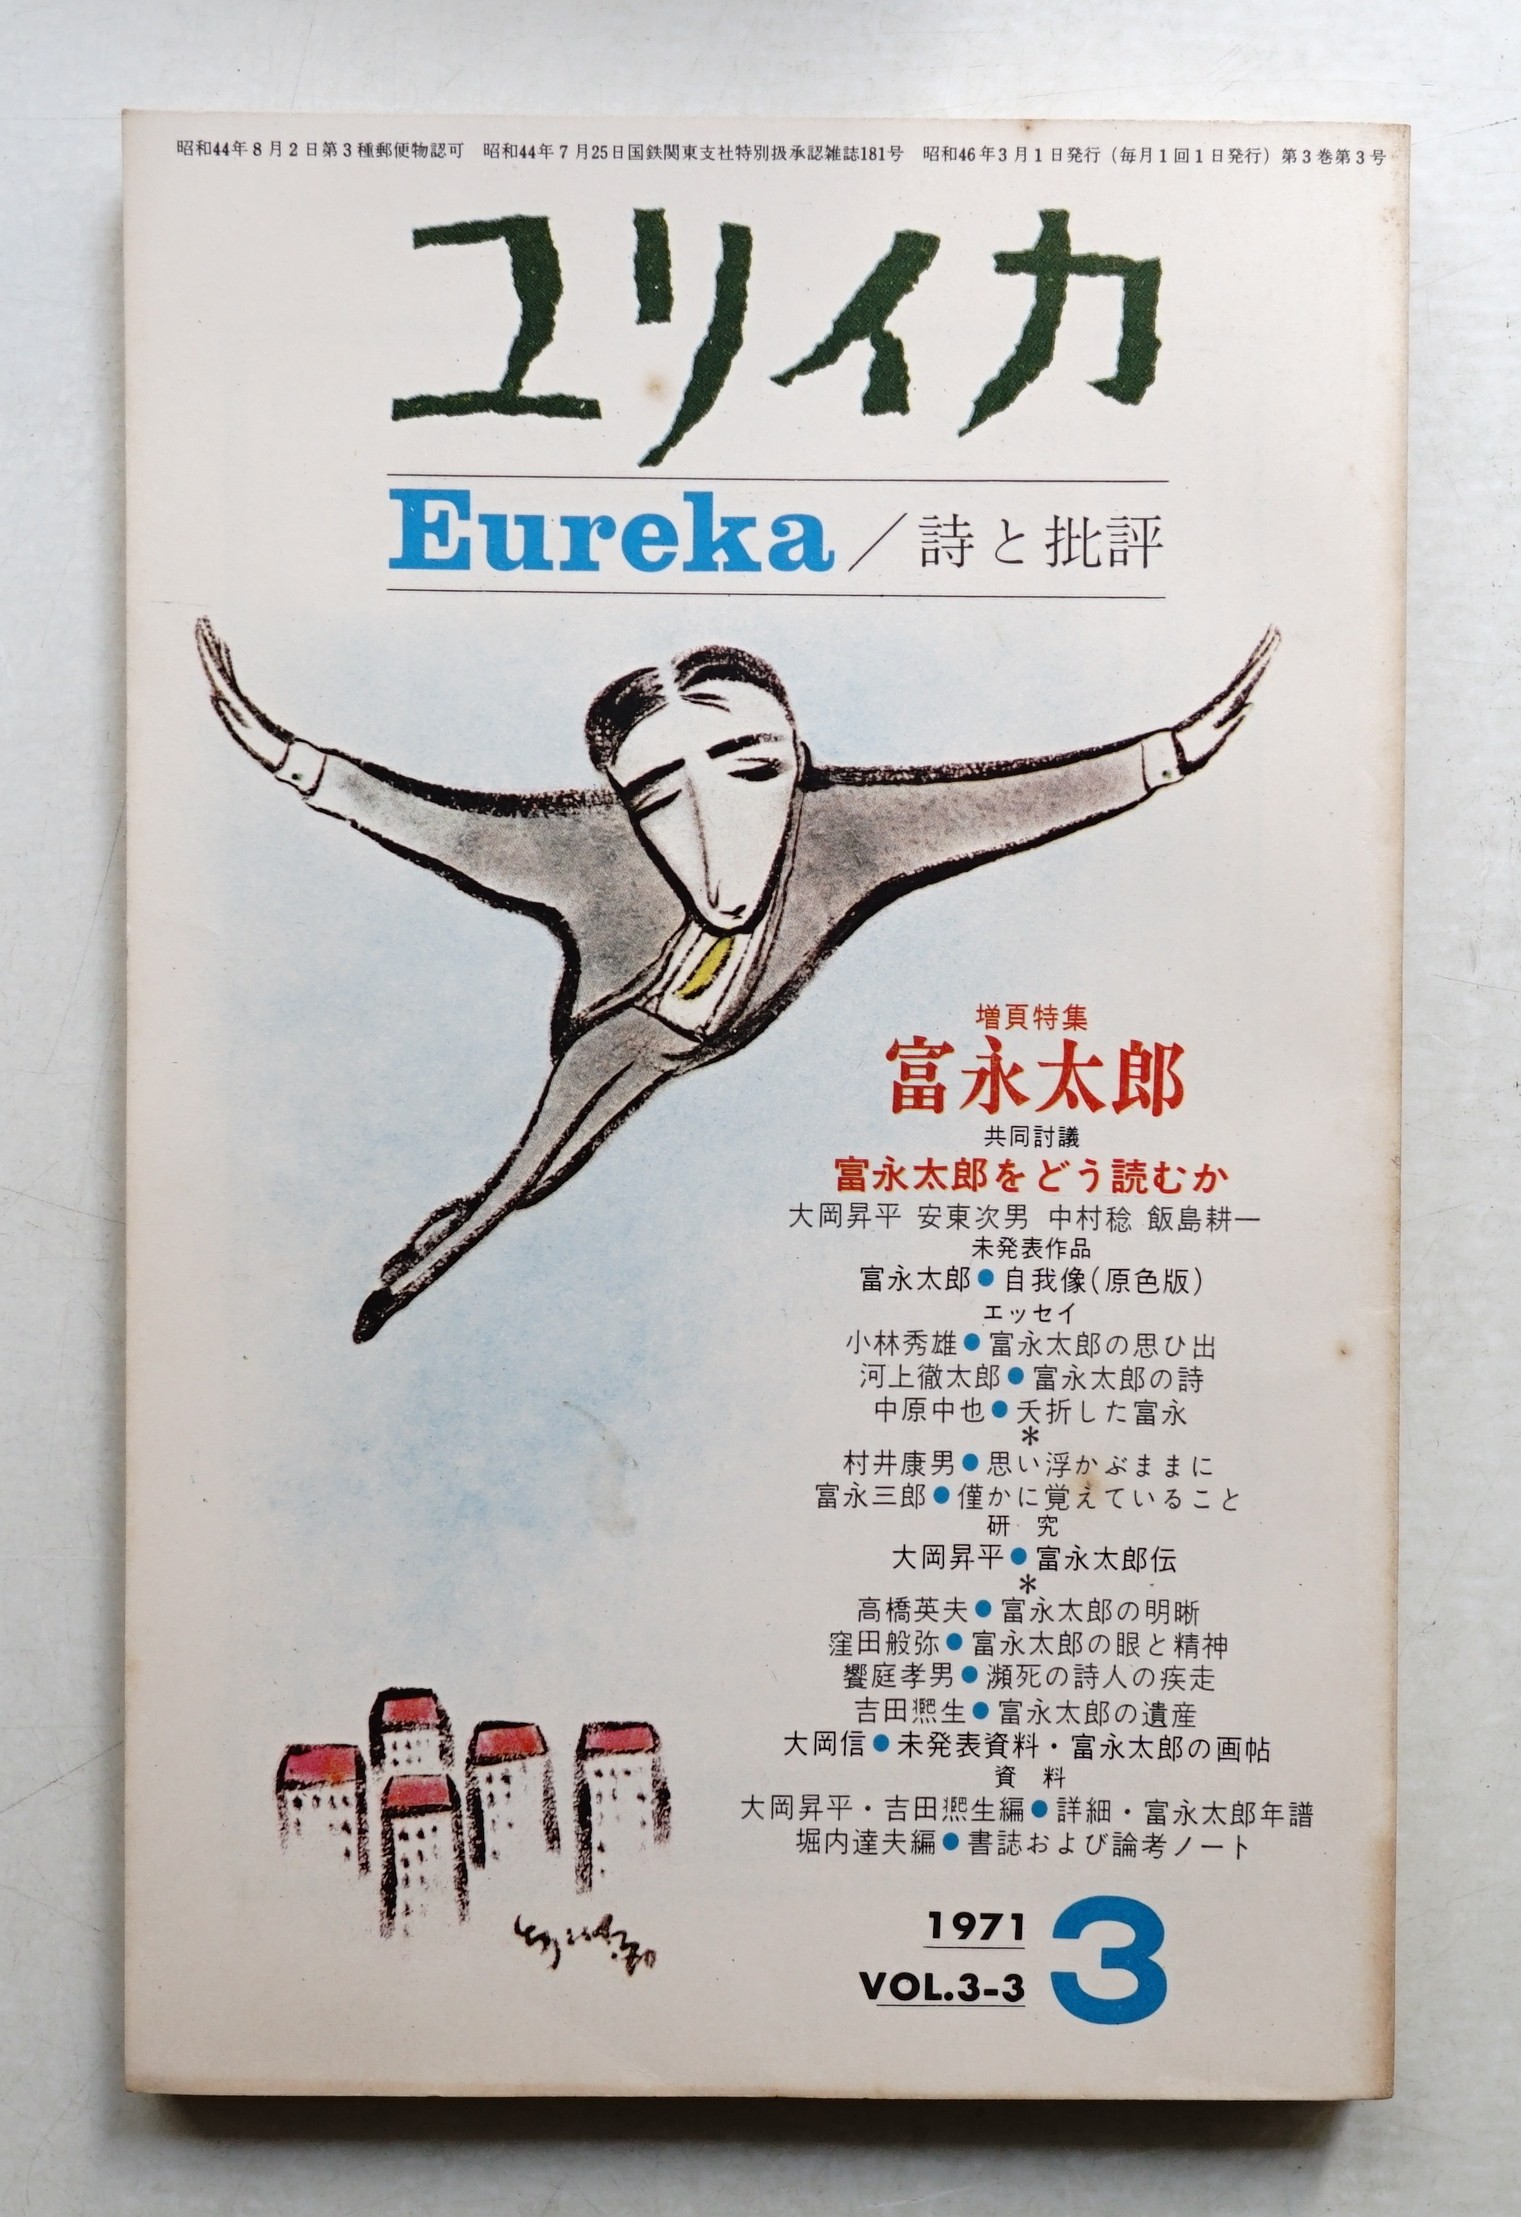 昭和44年8月2日第3種郵便物認可 昭和44年7月25日国鉄関東支社特別扱承認雑誌181号 昭和46年3月1日発行(毎月1回1日発行)第3巻第3号
ユリイカ
Eureka/詩と批評
増頁特集
富永太郎
共同討議
富永太郎をどう読むか
大岡昇平 安東次男 中村稔 飯島耕一
未発表作品
富永太郎●自我像(原色版)
エッセイ
小林秀雄●富永太郎の思ひ出
河上徹太郎●富永太郎の詩
中原中也●夭折した富永
*
村井康男●思い浮かぶままに
富永三郎●僅かに覚えていること
研 究
大岡昇平●富永太郎伝
*
高橋英夫●富永太郎の明晰
窪田般弥●富永太郎の眼と精神
饗庭孝男●瀕死の詩人の疾走
吉田凞生●富永太郎の遺産
大岡信●未発表資料・富永太郎の画帖
資 料
大岡昇平・吉田凞生編●詳細・富永太郎年譜
堀内達夫編●書誌および論考ノート
1971
VOL.3-3
3